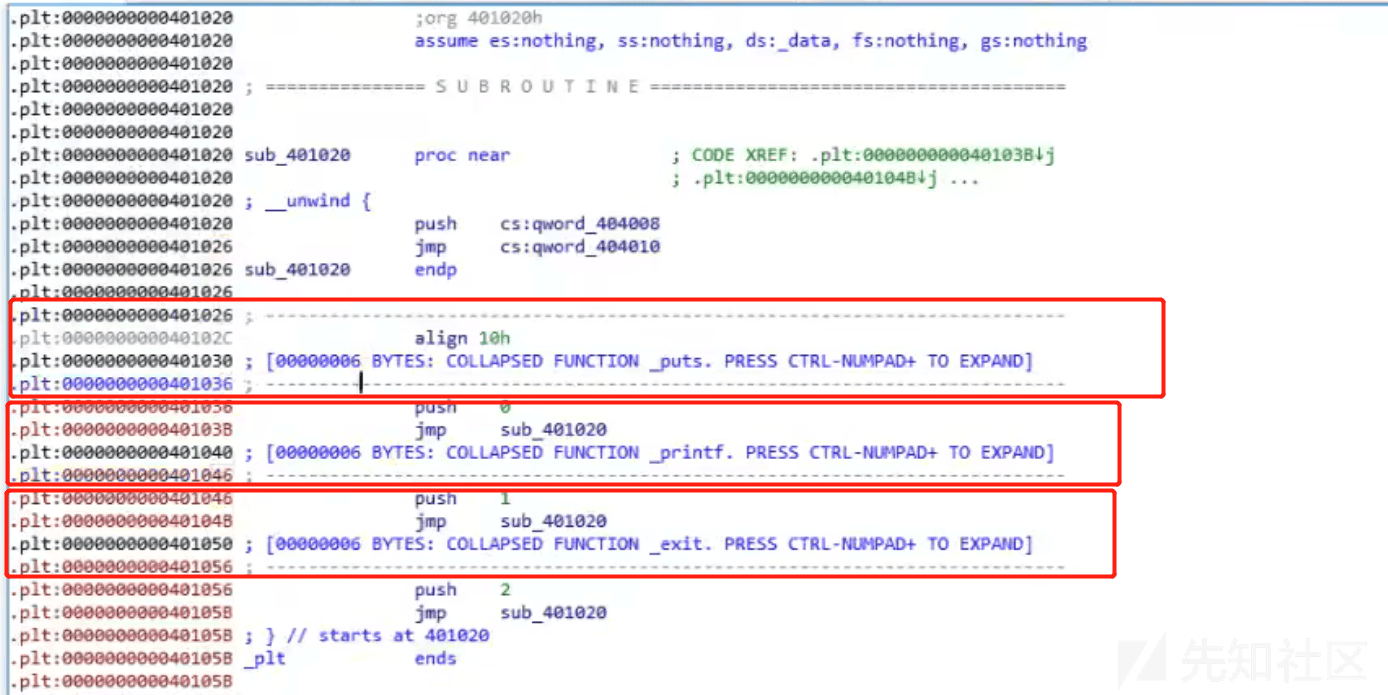 .plt:0000000000401020 ;org 401020h
.plt:0000000000401020 assume es:nothing, ss:nothing, ds:_data, fs:nothing, gs:nothing
.plt:0000000000401020
.plt:0000000000401020 ; =============== S U B R O U T I N E =======================================
.plt:0000000000401020
.plt:0000000000401020
.plt:0000000000401020 sub_401020 proc near ; CODE XREF: .plt:000000000040103B↓j
.plt:0000000000401020 ; .plt:000000000040104B↓j ...
.plt:0000000000401020 ; __unwind {
.plt:0000000000401020 push cs:qword_404008
.plt:0000000000401026 jmp cs:qword_404010
.plt:0000000000401026 sub_401020 endp
.plt:0000000000401026
.plt:0000000000401026 ; ---------------------------------------------------------------------------
.plt:000000000040102C align 10h
.plt:0000000000401030 ; [00000006 BYTES: COLLAPSED FUNCTION _puts. PRESS CTRL-NUMPAD+ TO EXPAND]
.plt:0000000000401036 ; ---------------------------------------------------------------------------
.plt:0000000000401036 push 0
.plt:000000000040103B jmp sub_401020
.plt:0000000000401040 ; [00000006 BYTES: COLLAPSED FUNCTION _printf. PRESS CTRL-NUMPAD+ TO EXPAND]
.plt:0000000000401046 ; ---------------------------------------------------------------------------
.plt:0000000000401046 push 1
.plt:000000000040104B jmp sub_401020
.plt:0000000000401050 ; [00000006 BYTES: COLLAPSED FUNCTION _exit. PRESS CTRL-NUMPAD+ TO EXPAND]
.plt:0000000000401056 ; ---------------------------------------------------------------------------
.plt:0000000000401056 push 2
.plt:000000000040105B jmp sub_401020
.plt:000000000040105B ; } // starts at 401020
.plt:000000000040105B _plt ends
.plt:000000000040105B
先知社区